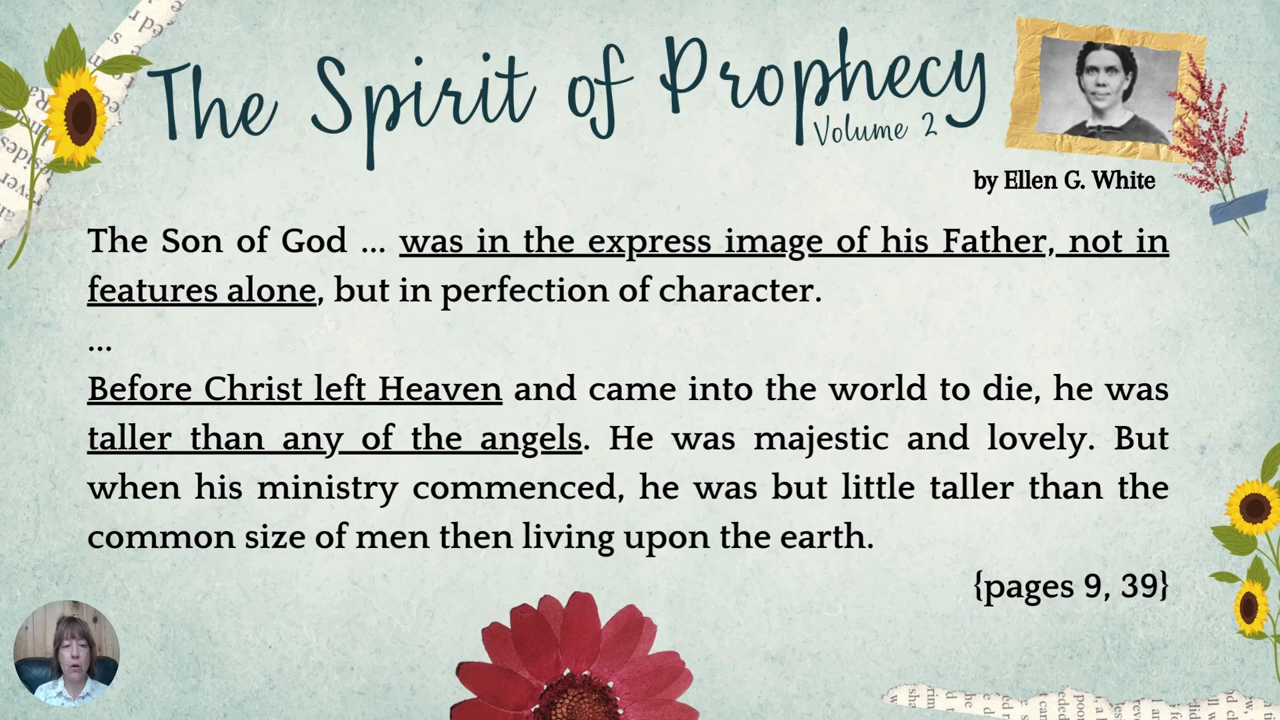 The Spirit of Prophecy
Volume 2
by Ellen G. White
The Son of God ... was in the express image of his Father, not in
features alone, but in perfection of character.
...
Before Christ left Heaven and came into the world to die, he was
taller than any of the angels. He was majestic and lovely. But
when his ministry commenced, he was but little taller than the
common size of men then living upon the earth.
{pages 9, 39}